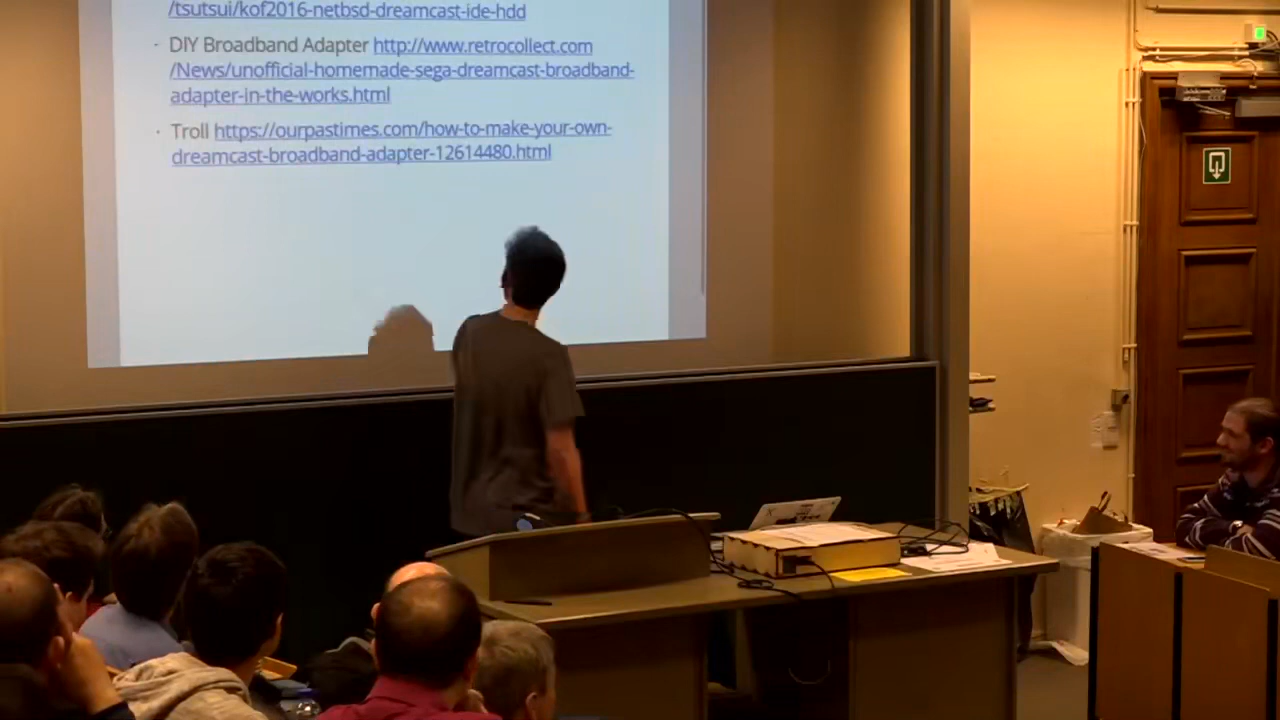 /tsutsui/kof2016-netbsd-dreamcast-ide-hdd
· DIY Broadband Adapter http://www.retrocollect.com
/News/unofficial-homemade-sega-dreamcast-broadband-
adapter-in-the-works.html
· Troll https://ourpastimes.com/how-to-make-your-own-
dreamcast-broadband-adapter-12614480.html